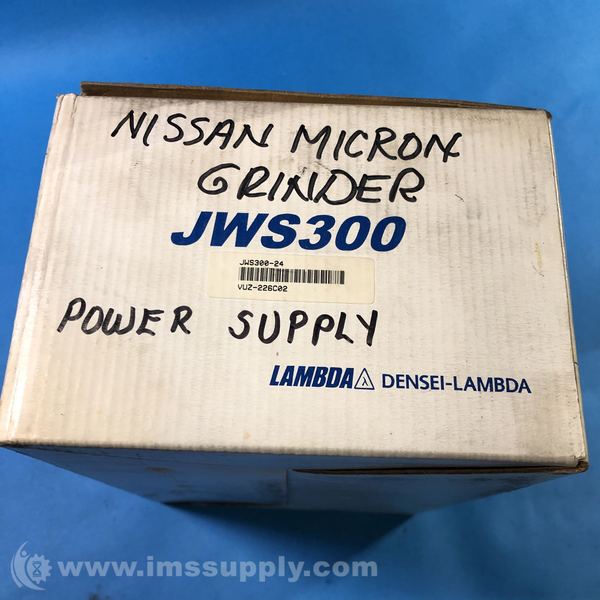 NISSAN MICRON
GRINDER
JWS300
JWS300-24
VUZ-226C02
POWER SUPPLY
LAMBDA λ DENSEI-LAMBDA
www.imssupply.com